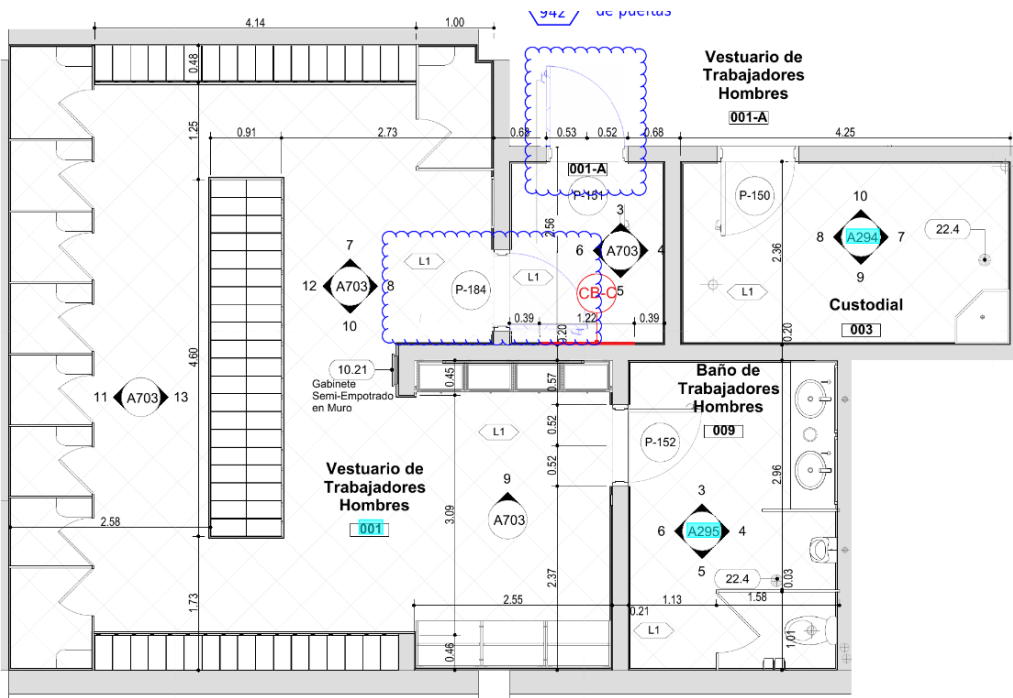 942
de puertas
4.14
1.00
0.48
1.25
0.91
2.73
0.68
0.53
0.52
0.68
4.25
Vestuario de
Trabajadores
Hombres
001-A
001-A
P-151
2.56
3
6
A703
4
5
P-150
10
8
A294
7
9
22.4
2.36
L1
Custodial
003
7
12
A703
8
10
L1
P-184
L1
CB-C
0.39
1.22
0.39
0.20
0.20
4.60
10.21
Gabinete
Semi-Empotrado
en Muro
11
A703
13
0.45
0.57
Baño de
Trabajadores
Hombres
009
L1
0.52
P-152
0.52
2.96
Vestuario de
Trabajadores
Hombres
001
9
A703
3.09
2.58
3
6
A295
4
5
22.4
0.03
2.37
1.73
2.55
0.21
1.13
1.58
L1
1.01
0.46